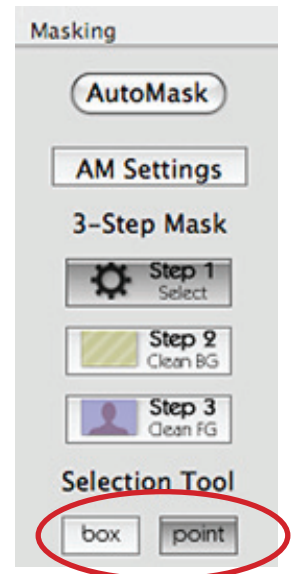 Masking
AutoMask
AM Settings
3-Step Mask
Step 1
Select
Step 2
Clean BG
Step 3
Clean FG
Selection Tool
box point